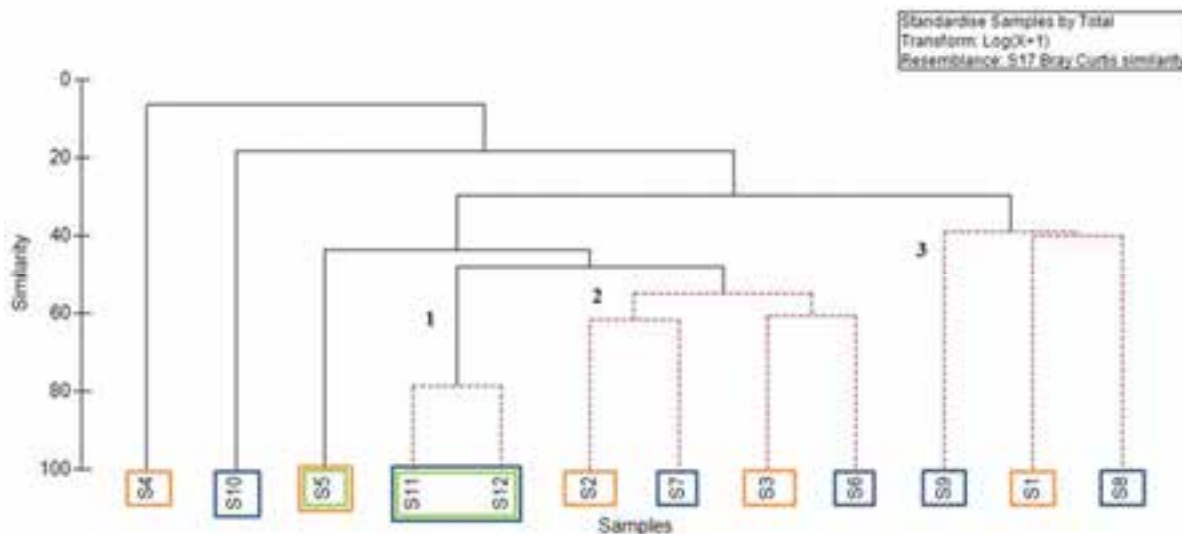 Standardise Samples by Total
Transform: Log(X+1)
Resemblance: S17 Bray Curtis similarity
0
20
40
60
80
100
Similarity
1
2
3
S4
S10
S5
S11
S12
S2
S7
S3
S6
S9
S1
S8
Samples